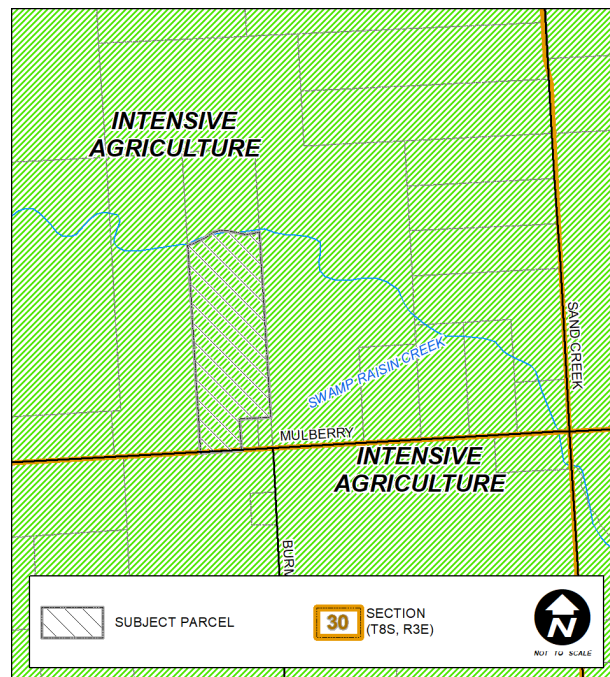 INTENSIVE
AGRICULTURE
SAND CREEK
SWAMP RAISIN CREEK
MULBERRY
INTENSIVE
AGRICULTURE
BURM
SUBJECT PARCEL
30
SECTION
(T8S, R3E)
N
NOT TO SCALE